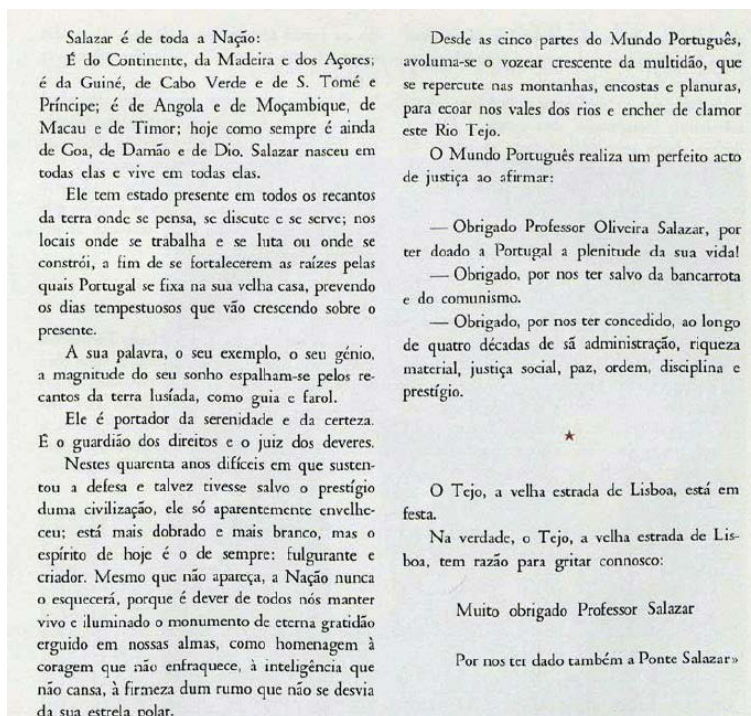 Salazar é de toda a Nação:
É do Continente, da Madeira e dos Açores;
é da Guiné, de Cabo Verde e de S. Tomé e
Príncipe; é de Angola e de Moçambique, de
Macau e de Timor; hoje como sempre é ainda
de Goa, de Damão e de Dio. Salazar nasceu em
todas elas e vive em todas elas.
Ele tem estado presente em todos os recantos
da terra onde se pensa, se discute e se serve; nos
locais onde se trabalha e se luta ou onde se
constrói, a fim de se fortalecerem as raízes pelas
quais Portugal se fixa na sua velha casa, prevendo
os dias tempestuosos que vão crescendo sobre o
presente.
A sua palavra, o seu exemplo, o seu génio,
a magnitude do seu sonho espalham-se pelos re-
cantos da terra lusíada, como guia e farol.
Ele é portador da serenidade e da certeza.
É o guardião dos direitos e o juiz dos deveres.
Nestes quarenta anos difíceis em que susten-
tou a defesa e talvez tivesse salvo o prestígio
duma civilização, ele só aparentemente envelhe-
ceu; está mais dobrado e mais branco, mas o
espírito de hoje é o de sempre: fulgurante e
criador. Mesmo que não apareça, a Nação nunca
o esquecerá, porque é dever de todos nós manter
vivo e iluminado o monumento de eterna gratidão
erguido em nossas almas, como homenagem à
coragem que não enfraquece, à inteligência que
não cansa, à firmeza dum rumo que não se desvia
da sua estrela polar.
Desde as cinco partes do Mundo Português,
avoluma-se o vozear crescente da multidão, que
se repercute nas montanhas, encostas e planuras,
para ecoar nos vales dos rios e encher de clamor
este Rio Tejo.
O Mundo Português realiza um perfeito acto
de justiça ao afirmar:
— Obrigado Professor Oliveira Salazar, por
ter doado a Portugal a plenitude da sua vida!
— Obrigado, por nos ter salvo da bancarrota
e do comunismo.
— Obrigado, por nos ter concedido, ao longo
de quatro décadas de sã administração, riqueza
material, justiça social, paz, ordem, disciplina e
prestígio.
O Tejo, a velha estrada de Lisboa, está em
festa.
Na verdade, o Tejo, a velha estrada de Lis-
boa, tem razão para gritar connosco:
Muito obrigado Professor Salazar
Por nos ter dado também a Ponte Salazar»